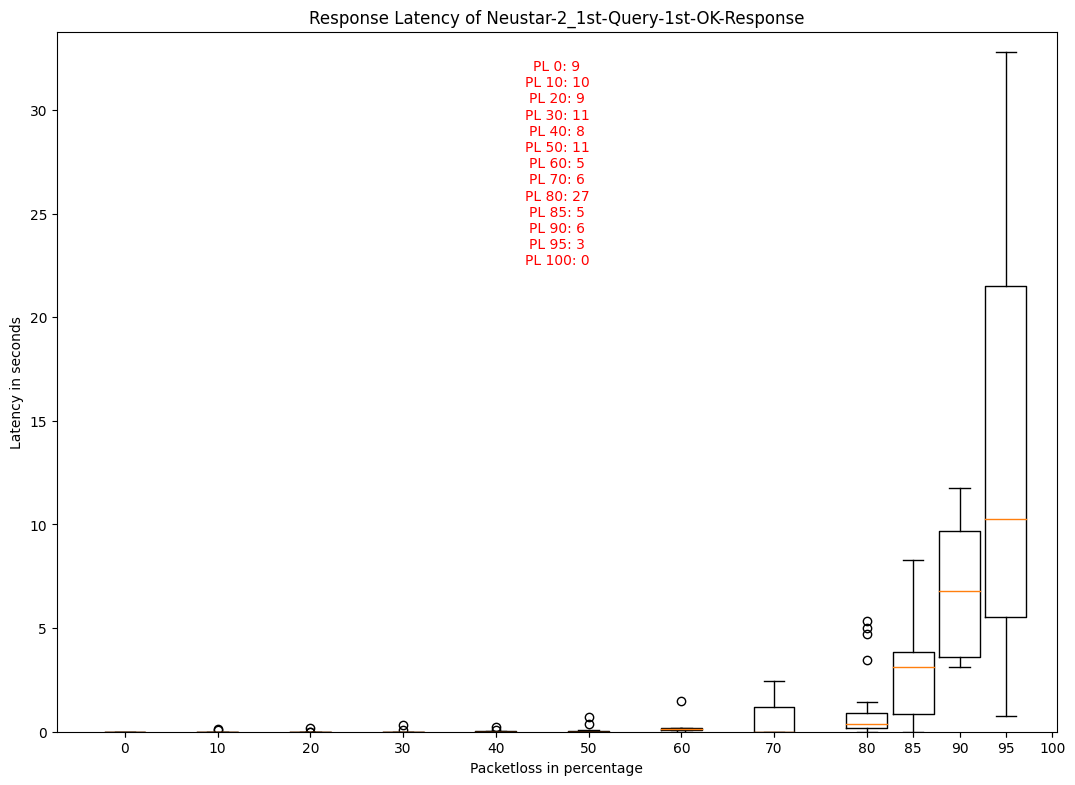 Response Latency of Neustar-2_1st-Query-1st-OK-Response
PL 0: 9
PL 10: 10
PL 20: 9
PL 30: 11
PL 40: 8
PL 50: 11
PL 60: 5
PL 70: 6
PL 80: 27
PL 85: 5
PL 90: 6
PL 95: 3
PL 100: 0
Latency in seconds
30
25
20
15
10
5
0
0 10 20 30 40 50 60 70 80 85 90 95 100
Packetloss in percentage